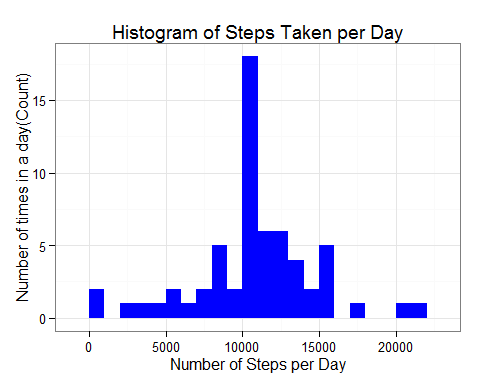 Histogram of Steps Taken per Day
Number of times in a day(Count)
15
10
5
0
0 5000 10000 15000 20000
Number of Steps per Day